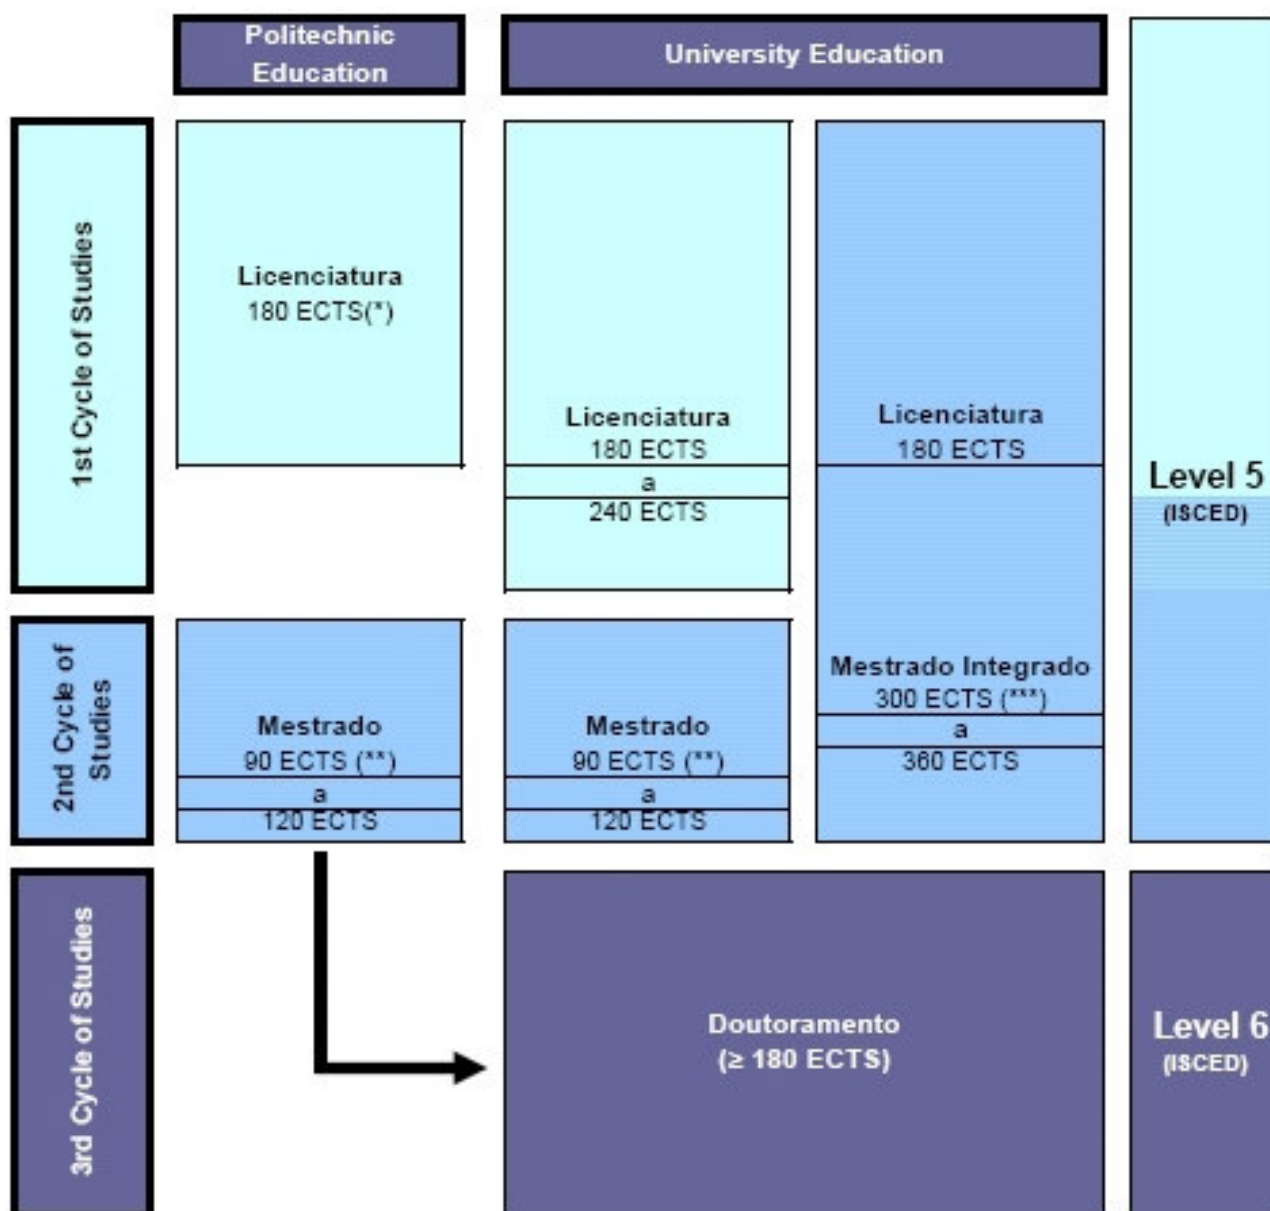 Politechnic
Education
University Education
1st Cycle of Studies
Licenciatura
180 ECTS(*)
Licenciatura
180 ECTS
a
240 ECTS
Licenciatura
180 ECTS
Level 5
(ISCED)
2nd Cycle of
Studies
Mestrado
90 ECTS (**)
a
120 ECTS
Mestrado
90 ECTS (**)
a
120 ECTS
Mestrado Integrado
300 ECTS (***)
a
360 ECTS
3rd Cycle of Studies
Doutoramento
(≥ 180 ECTS)
Level 6
(ISCED)